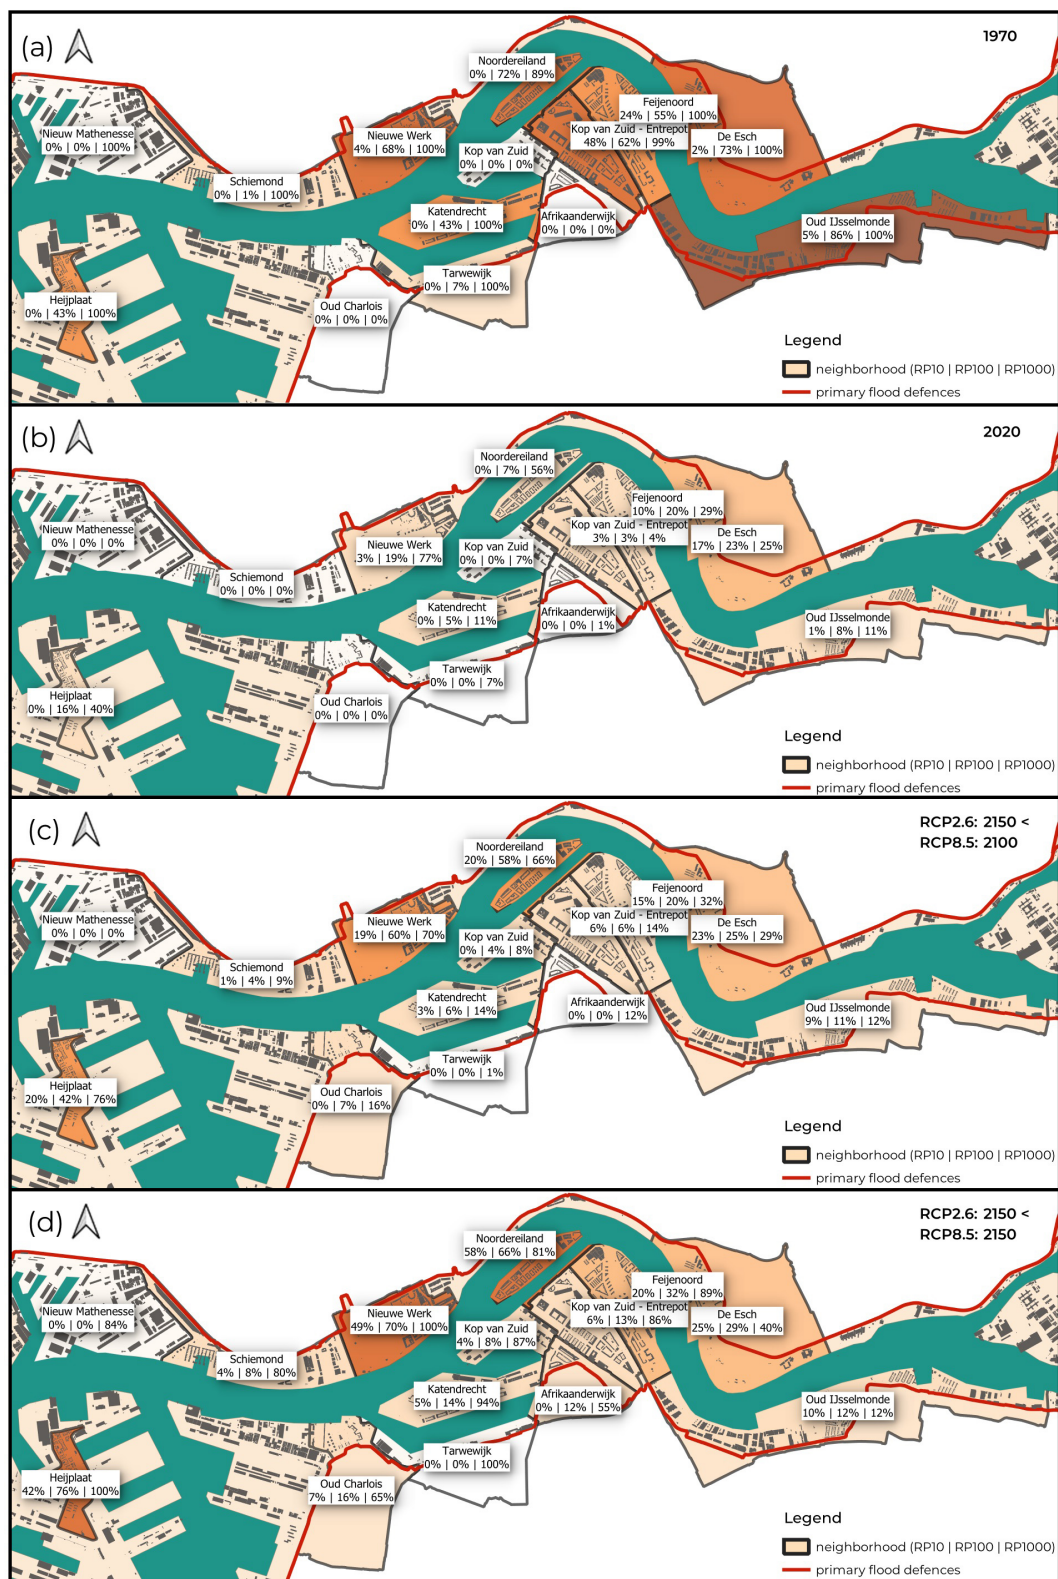 (a)
1970
Noordereiland
0% | 72% | 89%
Feijenoord
24% | 55% | 100%
Nieuw Mathenesse
0% | 0% | 100%
Nieuwe Werk
4% | 68% | 100%
Kop van Zuid - Entrepot
48% | 62% | 99%
De Esch
2% | 73% | 100%
Kop van Zuid
0% | 0% | 0%
Schiemond
0% | 1% | 100%
Katendrecht
0% | 43% | 100%
Afrikaanderwijk
0% | 0% | 0%
Oud IJsselmonde
5% | 86% | 100%
Tarwewijk
0% | 7% | 100%
Heijplaat
0% | 43% | 100%
Oud Charlois
0% | 0% | 0%
Legend
neighborhood (RP10 | RP100 | RP1000)
primary flood defences
(b)
2020
Noordereiland
0% | 7% | 56%
Feijenoord
10% | 20% | 29%
Nieuw Mathenesse
0% | 0% | 0%
Kop van Zuid - Entrepot
3% | 3% | 4%
De Esch
17% | 23% | 25%
Nieuwe Werk
3% | 19% | 77%
Kop van Zuid
0% | 0% | 7%
Schiemond
0% | 0% | 0%
Katendrecht
0% | 5% | 11%
Afrikaanderwijk
0% | 0% | 1%
Oud IJsselmonde
1% | 8% | 11%
Tarwewijk
0% | 0% | 7%
Heijplaat
0% | 16% | 40%
Oud Charlois
0% | 0% | 0%
Legend
neighborhood (RP10 | RP100 | RP1000)
primary flood defences
(c)
RCP2.6: 2150 <
RCP8.5: 2100
Noordereiland
20% | 58% | 66%
Feijenoord
15% | 20% | 32%
Nieuw Mathenesse
0% | 0% | 0%
Nieuwe Werk
19% | 60% | 70%
Kop van Zuid - Entrepot
6% | 6% | 14%
De Esch
23% | 25% | 29%
Kop van Zuid
0% | 4% | 8%
Schiemond
1% | 4% | 9%
Katendrecht
3% | 6% | 14%
Afrikaanderwijk
0% | 0% | 12%
Oud IJsselmonde
9% | 11% | 12%
Tarwewijk
0% | 0% | 1%
Heijplaat
20% | 42% | 76%
Oud Charlois
0% | 7% | 16%
Legend
neighborhood (RP10 | RP100 | RP1000)
primary flood defences
(d)
RCP2.6: 2150 <
RCP8.5: 2150
Noordereiland
58% | 66% | 81%
Feijenoord
20% | 32% | 89%
Nieuw Mathenesse
0% | 0% | 84%
Nieuwe Werk
49% | 70% | 100%
Kop van Zuid - Entrepot
6% | 13% | 86%
De Esch
25% | 29% | 40%
Kop van Zuid
4% | 8% | 87%
Schiemond
4% | 8% | 80%
Katendrecht
5% | 14% | 94%
Afrikaanderwijk
0% | 12% | 55%
Oud IJsselmonde
10% | 12% | 12%
Tarwewijk
0% | 0% | 100%
Heijplaat
42% | 76% | 100%
Oud Charlois
7% | 16% | 65%
Legend
neighborhood (RP10 | RP100 | RP1000)
primary flood defences